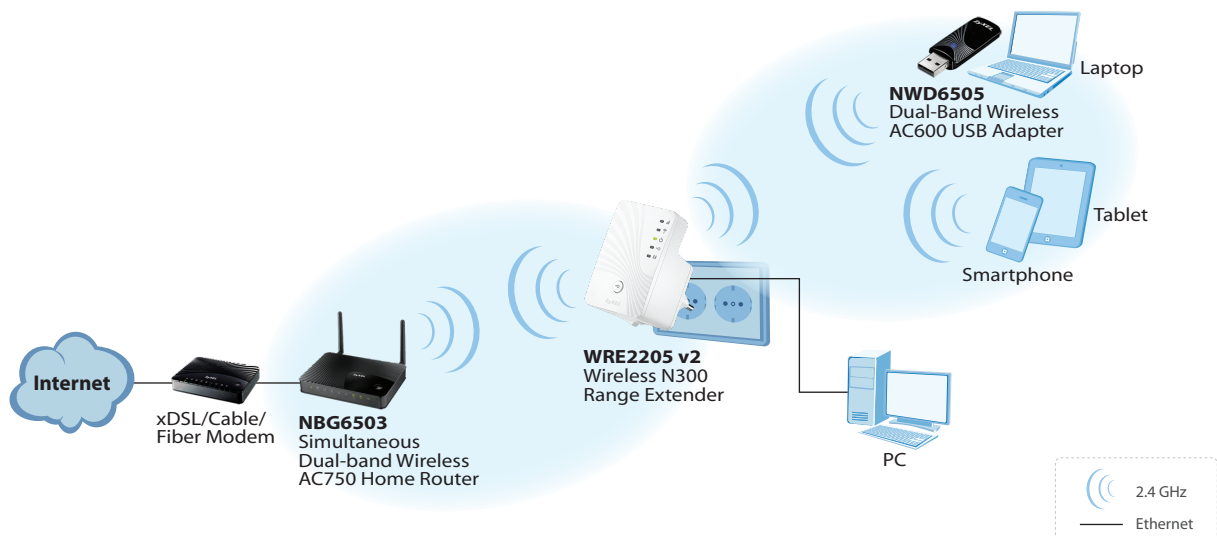 Internet
xDSL/Cable/
Fiber Modem
NBG6503
Simultaneous
Dual-band Wireless
AC750 Home Router
WRE2205 v2
Wireless N300
Range Extender
NWD6505
Dual-Band Wireless
AC600 USB Adapter
Laptop
Tablet
Smartphone
PC
2.4 GHz
Ethernet
ZyXEL